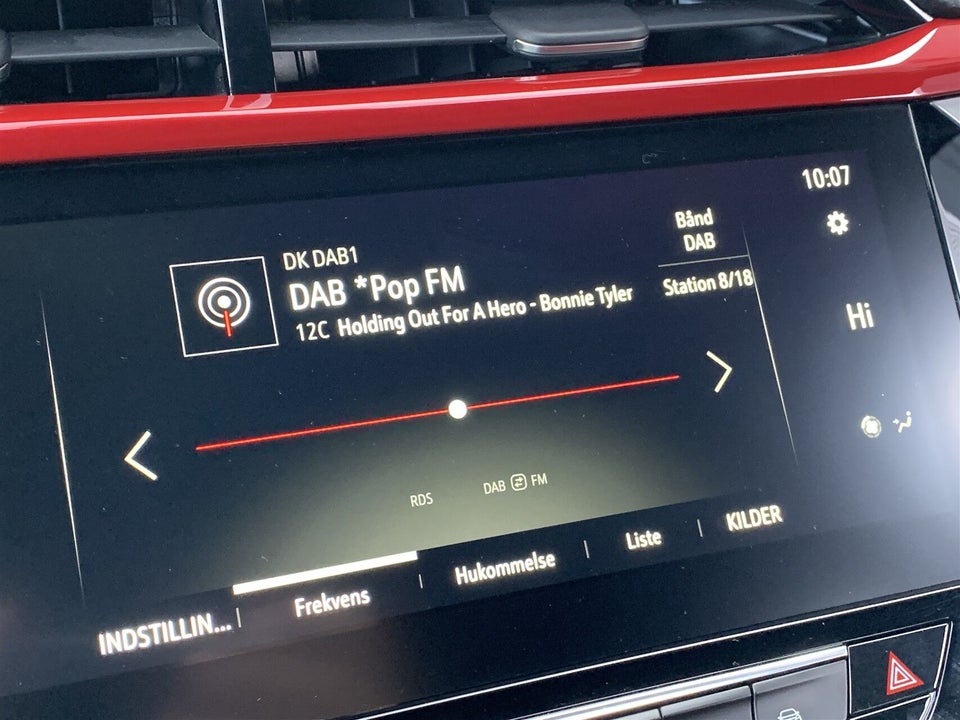 10:07
DK DAB1
DAB *Pop FM
12C Holding Out For A Hero - Bonnie Tyler
Bånd
DAB
Station 8/18
Hi
RDS
DAB FM
INDSTILLIN...
Frekvens
Hukommelse
Liste
KILDER